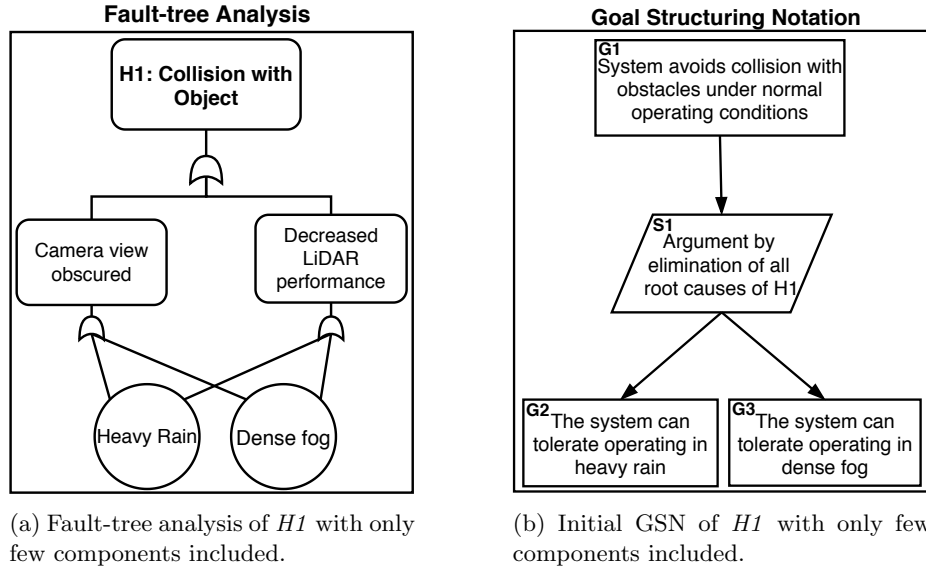 Fault-tree Analysis
H1: Collision with
Object
Camera view
obscured
Decreased
LiDAR
performance
Heavy Rain
Dense fog
(a) Fault-tree analysis of H1 with only
few components included.
Goal Structuring Notation
G1
System avoids collision with
obstacles under normal
operating conditions
S1
Argument by
elimination of all
root causes of H1
G2
The system can
tolerate operating in
heavy rain
G3
The system can
tolerate operating in
dense fog
(b) Initial GSN of H1 with only few
components included.